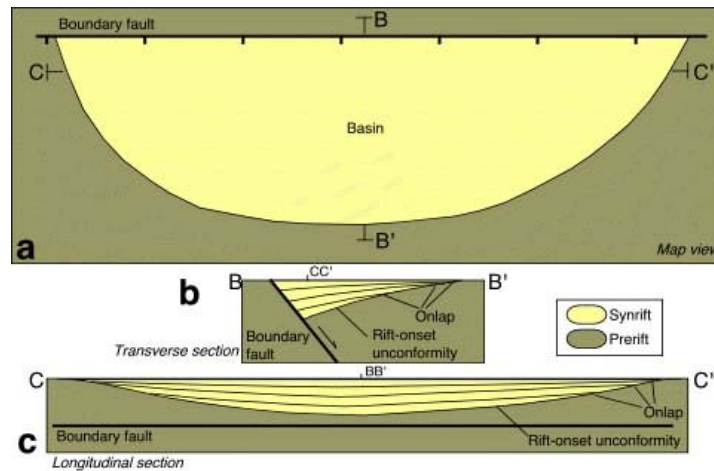 Boundary fault
B
C
C'
Basin
B'
a
Map view
B
CC'
B'
b
Onlap
Boundary
fault
Rift-onset
unconformity
Transverse section
Synrift
Prerift
C
BB'
C'
Onlap
c
Boundary fault
Rift-onset unconformity
Longitudinal section